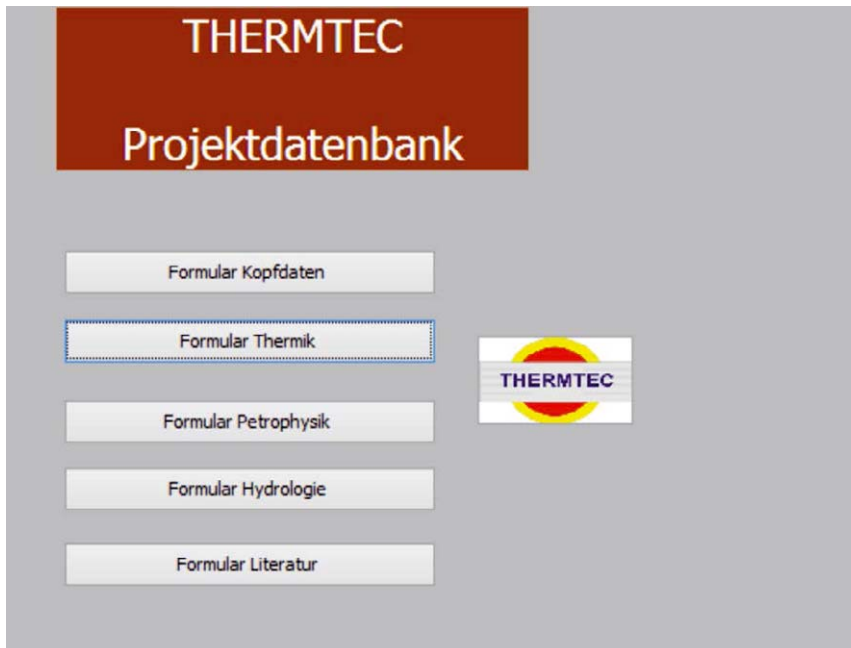 THERMTEC
Projektdatenbank
Formular Kopfdaten
Formular Thermik
THERMTEC
Formular Petrophysik
Formular Hydrologie
Formular Literatur